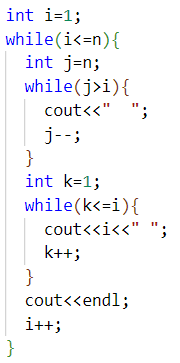 int i=1;
while(i<=n){
int j=n;
while(j>i){
cout<<"  ";
j--;
}
int k=1;
while(k<=i){
cout<<i<<" ";
k++;
}
cout<<endl;
i++;
}